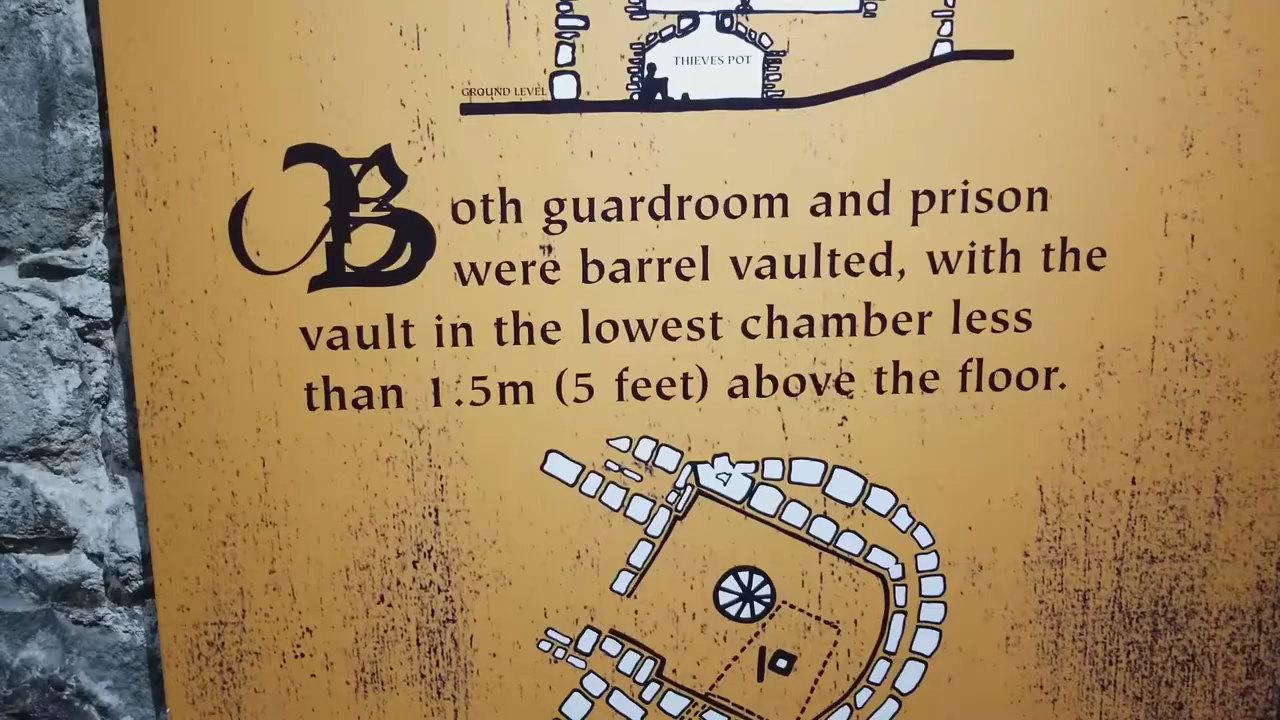 THIEVES POT
GROUND LEVEL
Both guardroom and prison
were barrel vaulted, with the
vault in the lowest chamber less
than 1.5m (5 feet) above the floor.